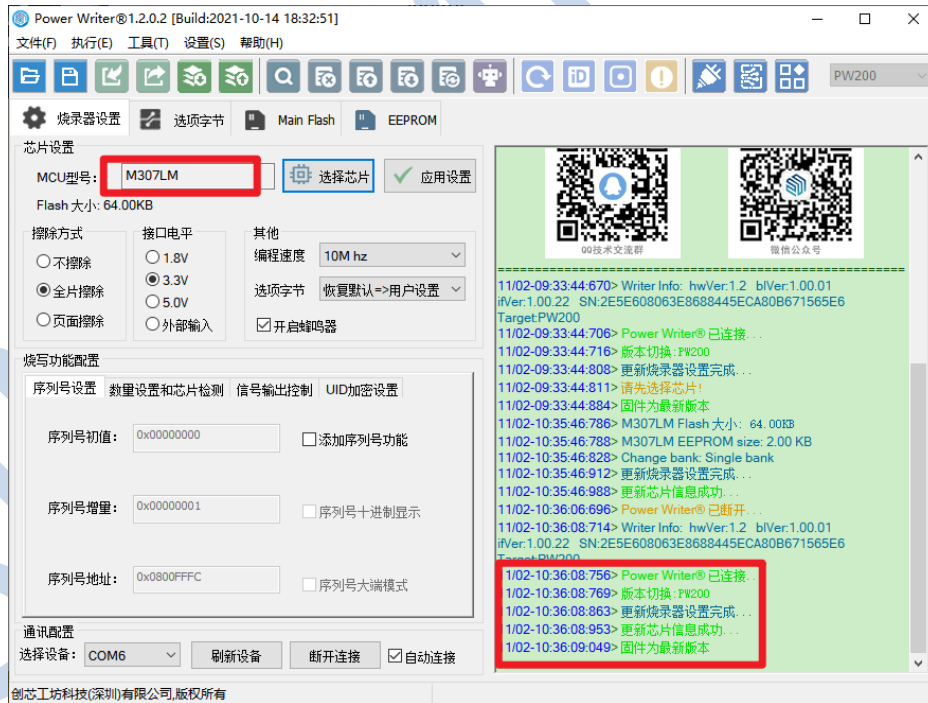 Power Writer®1.2.0.2 [Build:2021-10-14 18:32:51]
文件(F) 执行(E) 工具(T) 设置(S) 帮助(H)
PW200
烧录器设置 选项字节 Main Flash EEPROM
芯片设置
MCU型号: M307LM 选择芯片 应用设置
Flash 大小: 64.00KB
擦除方式
不擦除
全片擦除
页面擦除
接口电平
1.8V
3.3V
5.0V
外部输入
其他
编程速度 10M hz
选项字节 恢复默认=>用户设置
开启蜂鸣器
烧写功能配置
序列号设置 数量设置和芯片检测 信号输出控制 UID加密设置
序列号初值: 0x00000000 添加序列号功能
序列号增量: 0x00000001 序列号十进制显示
序列号地址: 0x0800FFFC 序列号大端模式
通讯配置
选择设备: COM6 刷新设备 断开连接 自动连接
创芯工坊科技(深圳)有限公司,版权所有
QQ技术交流群 微信公众号
==================================================
11/02-09:33:44:670> Writer Info: hwVer:1.2 blVer:1.00.01
ifVer:1.00.22 SN:2E5E608063E8688445ECA80B671565E6
Target:PW200
11/02-09:33:44:706> Power Writer® 已连接...
11/02-09:33:44:716> 版本切换:PW200
11/02-09:33:44:808> 更新烧录器设置完成...
11/02-09:33:44:811> 请先选择芯片!
11/02-09:33:44:884> 固件为最新版本
11/02-10:35:46:786> M307LM Flash 大小: 64.00KB
11/02-10:35:46:788> M307LM EEPROM size: 2.00 KB
11/02-10:35:46:828> Change bank: Single bank
11/02-10:35:46:912> 更新烧录器设置完成...
11/02-10:35:46:988> 更新芯片信息成功...
11/02-10:36:06:696> Power Writer® 已断开...
11/02-10:36:08:714> Writer Info: hwVer:1.2 blVer:1.00.01
ifVer:1.00.22 SN:2E5E608063E8688445ECA80B671565E6
Target:PW200
1/02-10:36:08:756> Power Writer® 已连接...
1/02-10:36:08:769> 版本切换:PW200
1/02-10:36:08:863> 更新烧录器设置完成...
1/02-10:36:08:953> 更新芯片信息成功...
1/02-10:36:09:049> 固件为最新版本